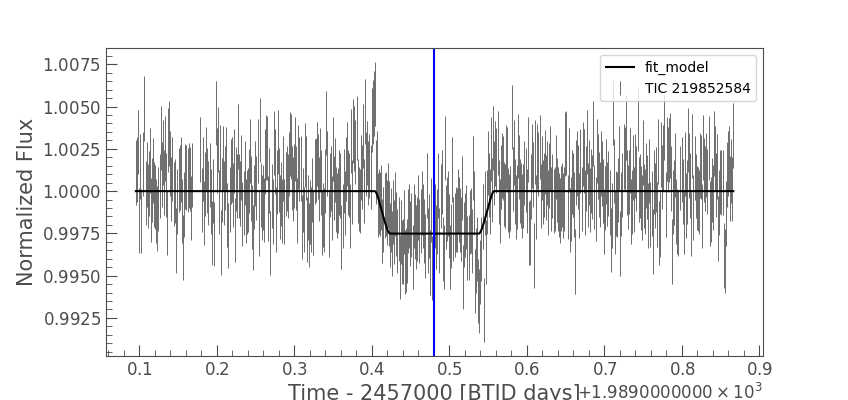 fit_model
TIC 219852584
1.0075
1.0050
1.0025
1.0000
0.9975
0.9950
0.9925
Normalized Flux
0.1 0.2 0.3 0.4 0.5 0.6 0.7 0.8 0.9
Time - 2457000 [BTJD days]
+1.9890000000 × 10³